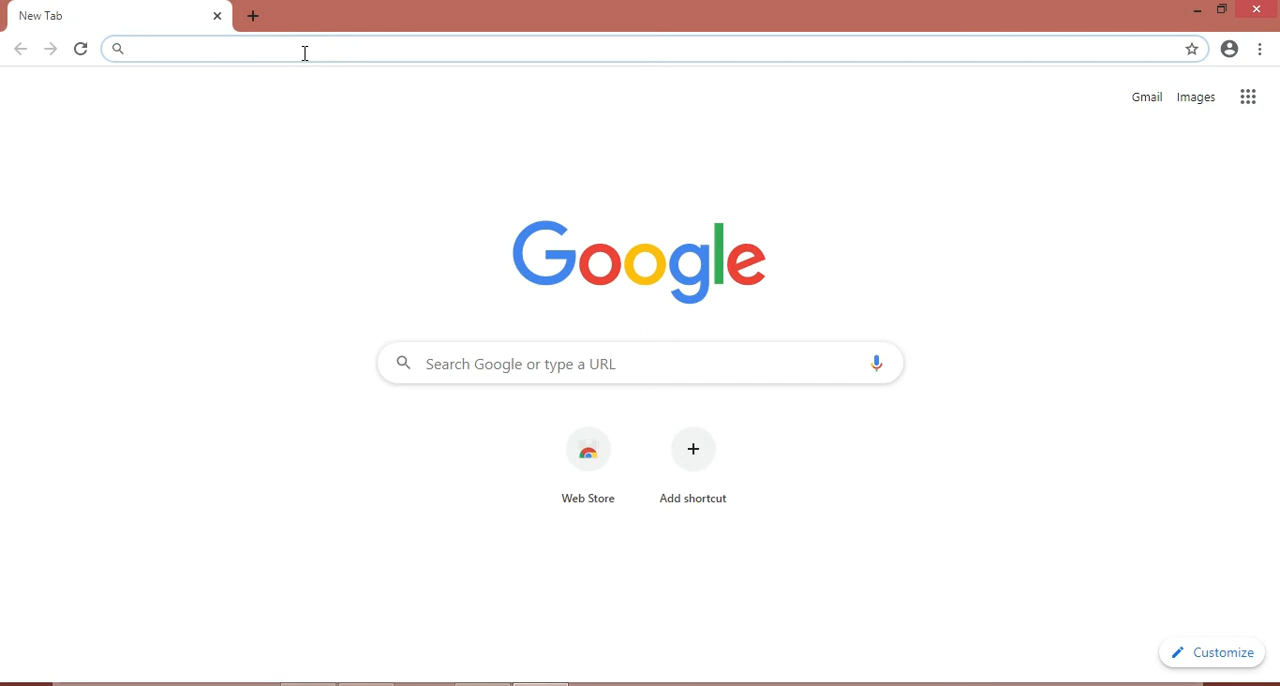 New Tab
Gmail Images
Google
Search Google or type a URL
Web Store Add shortcut
Customize